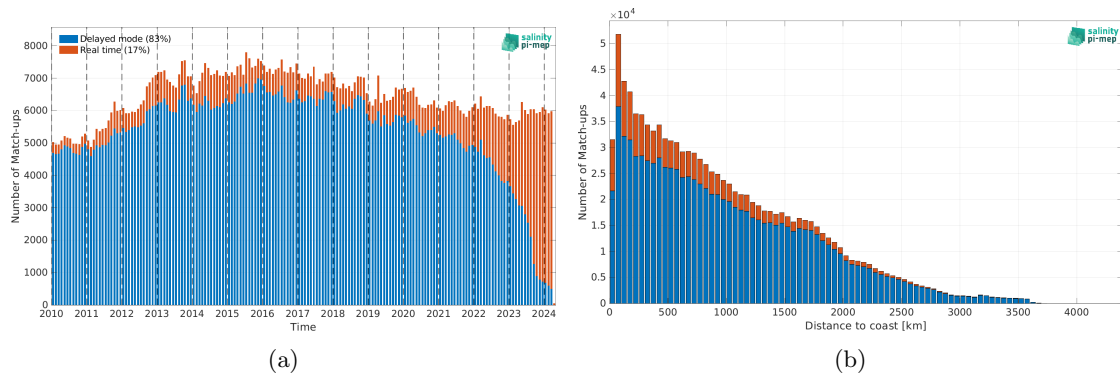 Delayed mode (83%)
Real time (17%)
salinity
pi-mep
Number of Match-ups
8000
7000
6000
5000
4000
3000
2000
1000
0
2010 2011 2012 2013 2014 2015 2016 2017 2018 2019 2020 2021 2022 2023 2024
Time
(a)
×10⁴
salinity
pi-mep
Number of Match-ups
5
4.5
4
3.5
3
2.5
2
1.5
1
0.5
0
0 500 1000 1500 2000 2500 3000 3500 4000
Distance to coast [km]
(b)